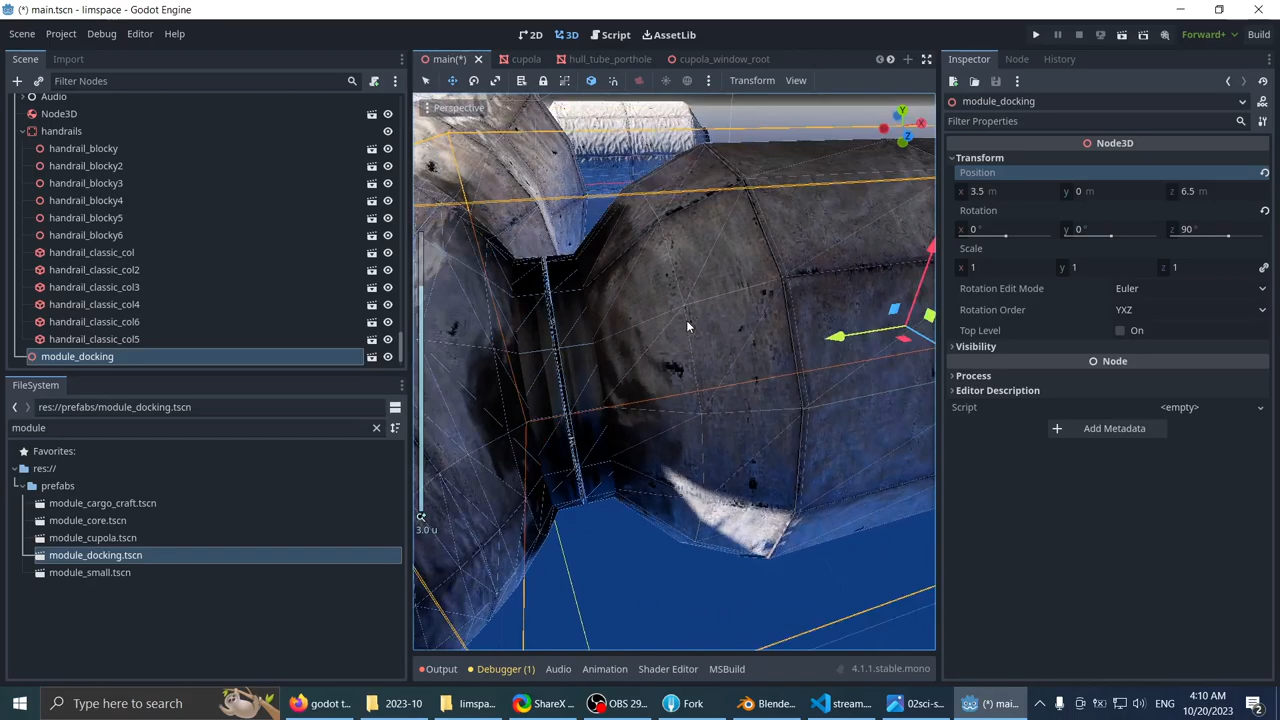 (*) main.tscn - limspace - Godot Engine
Scene Project Debug Editor Help
2D 3D Script AssetLib
Forward+ Build
Scene Import
main(*) cupola hull_tube_porthole cupola_window_root
Inspector Node History
Filter Nodes
Transform View
Audio
Node3D
handrails
handrail_blocky
handrail_blocky2
handrail_blocky3
handrail_blocky4
handrail_blocky5
handrail_blocky6
handrail_classic_col
handrail_classic_col2
handrail_classic_col3
handrail_classic_col4
handrail_classic_col6
handrail_classic_col5
module_docking
FileSystem
res://prefabs/module_docking.tscn
module
Favorites:
res://
prefabs
module_cargo_craft.tscn
module_core.tscn
module_cupola.tscn
module_docking.tscn
module_small.tscn
Perspective
Y
X
Z
3.0 u
Output Debugger (1) Audio Animation Shader Editor MSBuild 4.1.1.stable.mono
module_docking
Filter Properties
Node3D
Transform
Position
x 3.5 m y 0 m z 6.5 m
Rotation
x 0° y 0° z 90°
Scale
x 1 y 1 z 1
Rotation Edit Mode Euler
Rotation Order YXZ
Top Level On
Visibility
Node
Process
Editor Description
Script <empty>
Add Metadata
Type here to search
godot t...
2023-10
limspa...
ShareX ...
OBS 29...
Fork
Blende...
stream...
02sci-s...
(*) mai...
ENG
4:10 AM
10/20/2023
2